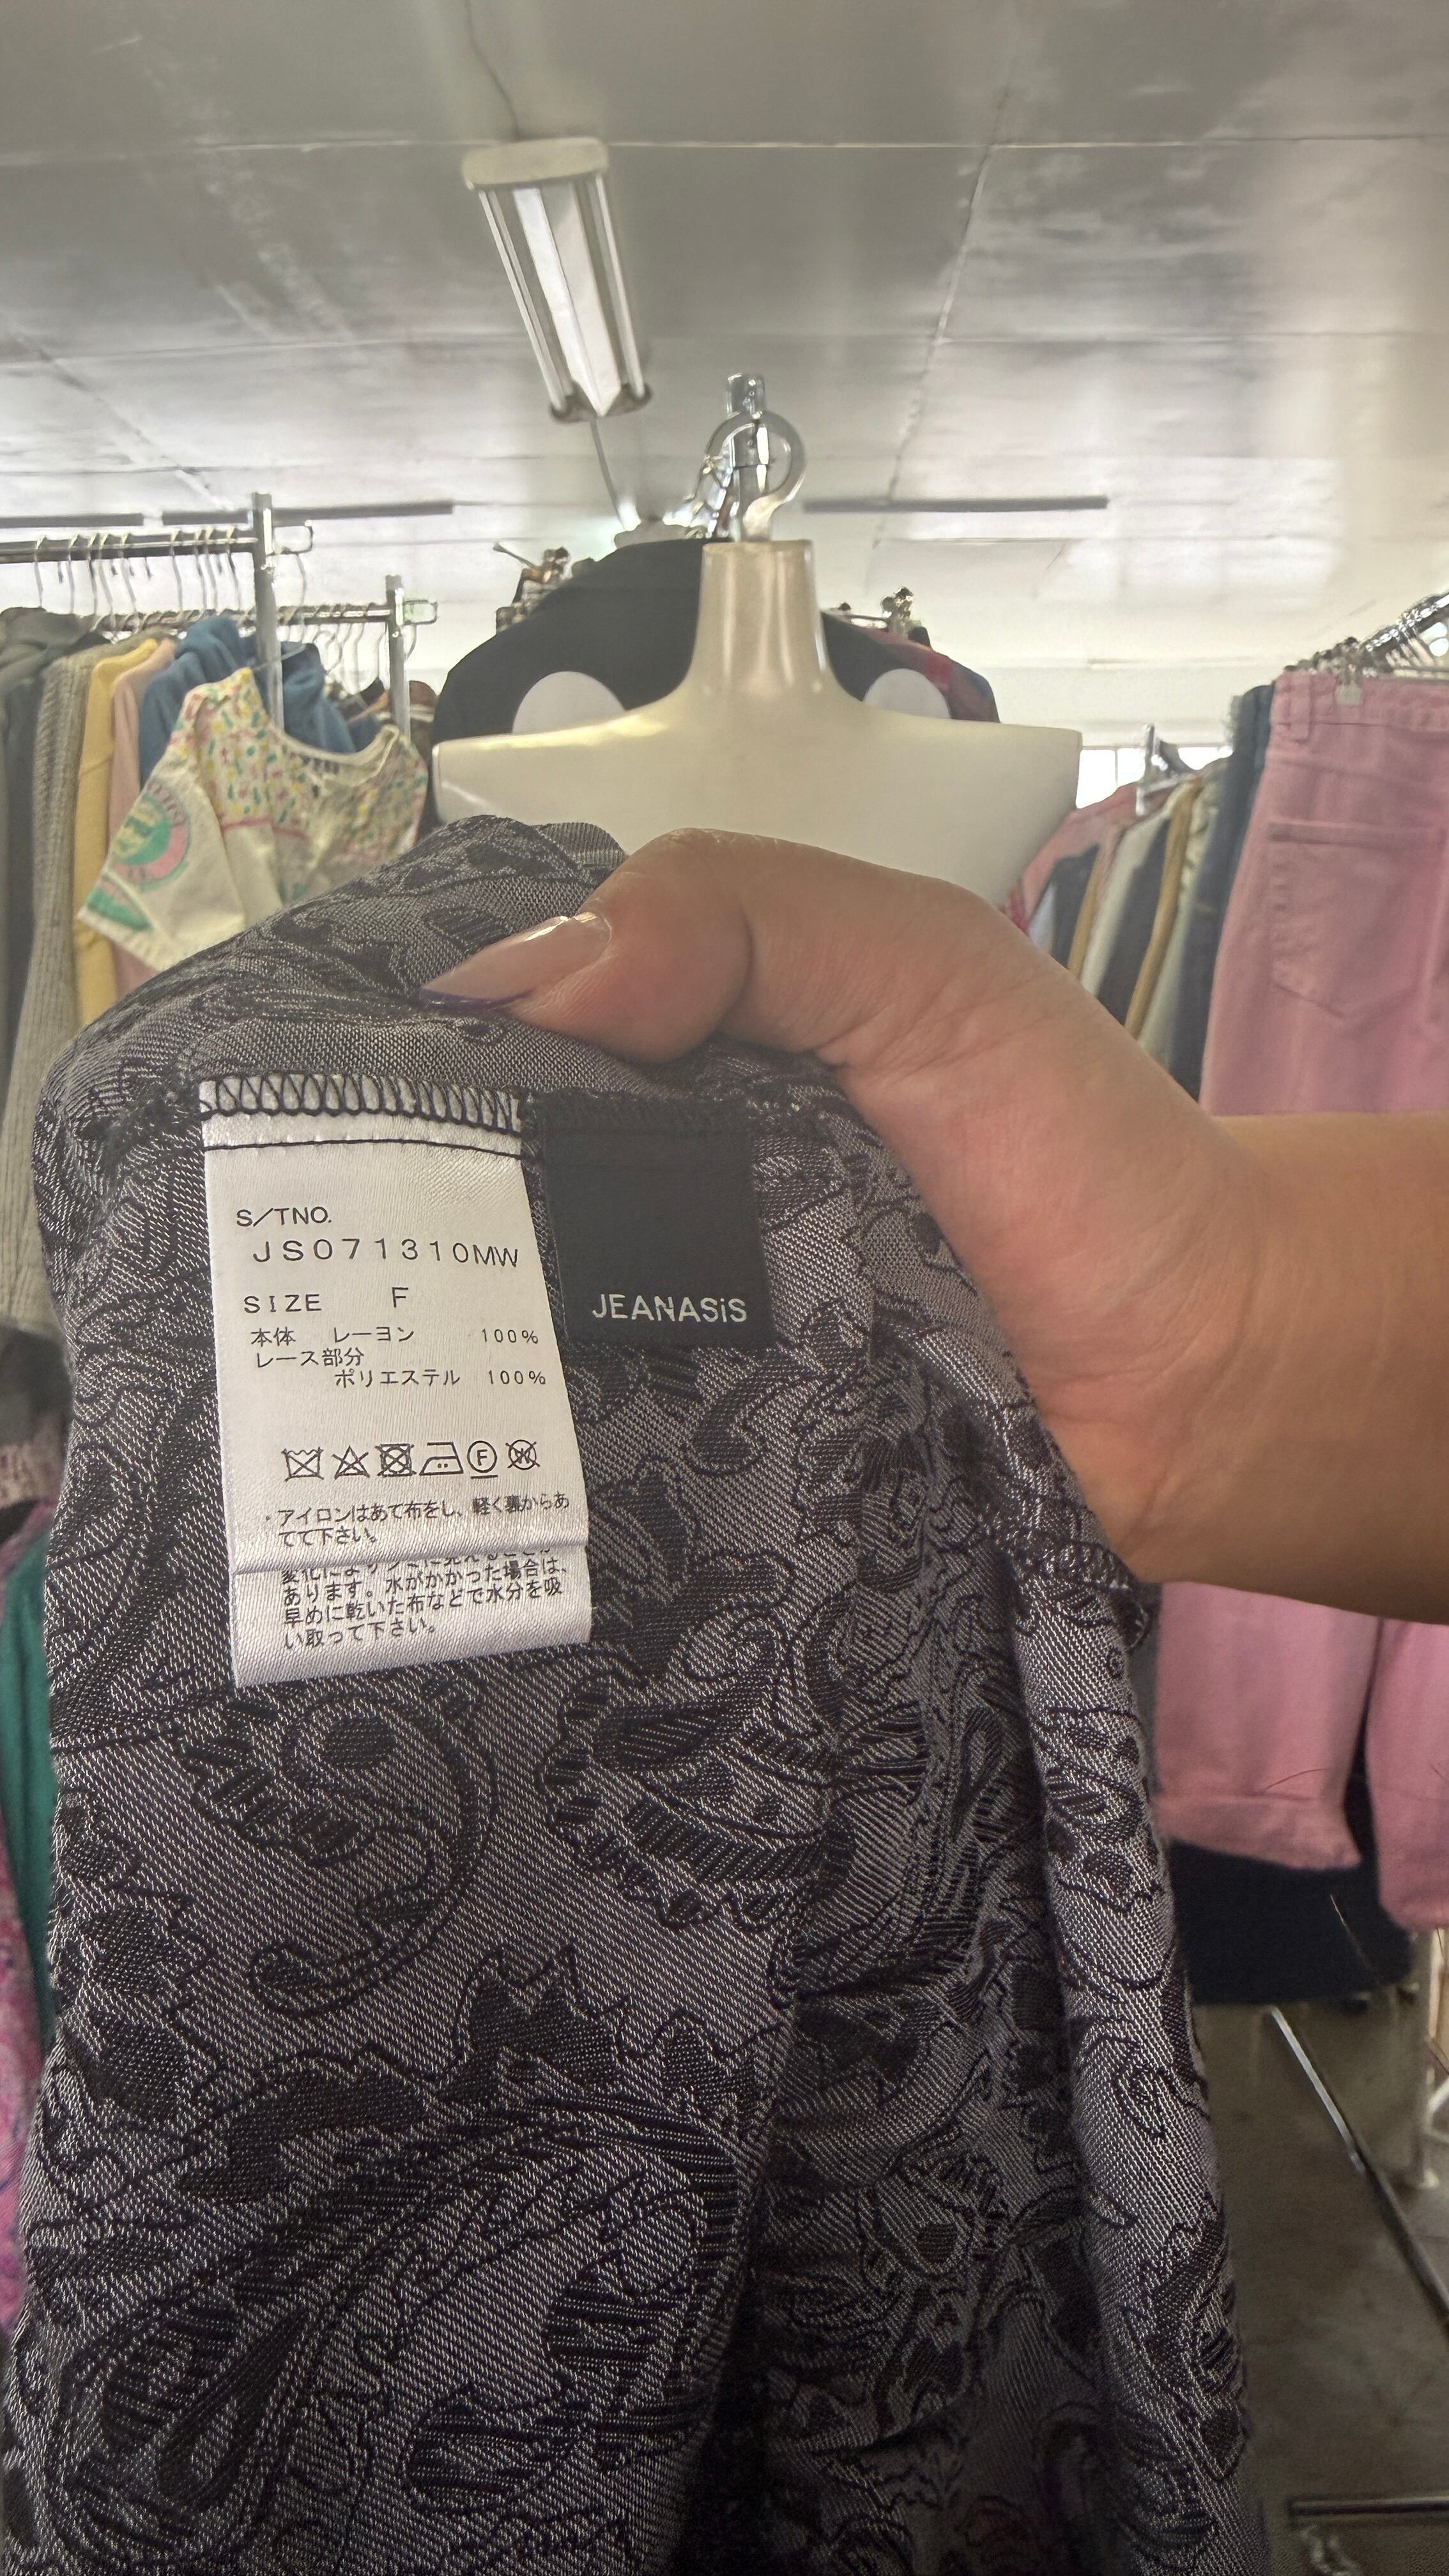 S/TNO.
JS071310MW
SIZE F
本体 レーヨン 100%
レース部分
ポリエステル 100%
F
W
・アイロンはあて布をし、軽く裏からあ
てて下さい。
あります。水がかかった場合は、
早めに乾いた布などで水分を吸
い取って下さい。
JEANASiS